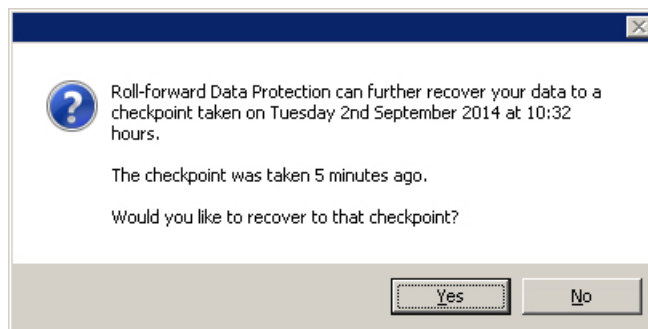 Roll-forward Data Protection can further recover your data to a
checkpoint taken on Tuesday 2nd September 2014 at 10:32
hours.
The checkpoint was taken 5 minutes ago.
Would you like to recover to that checkpoint?
Yes
No